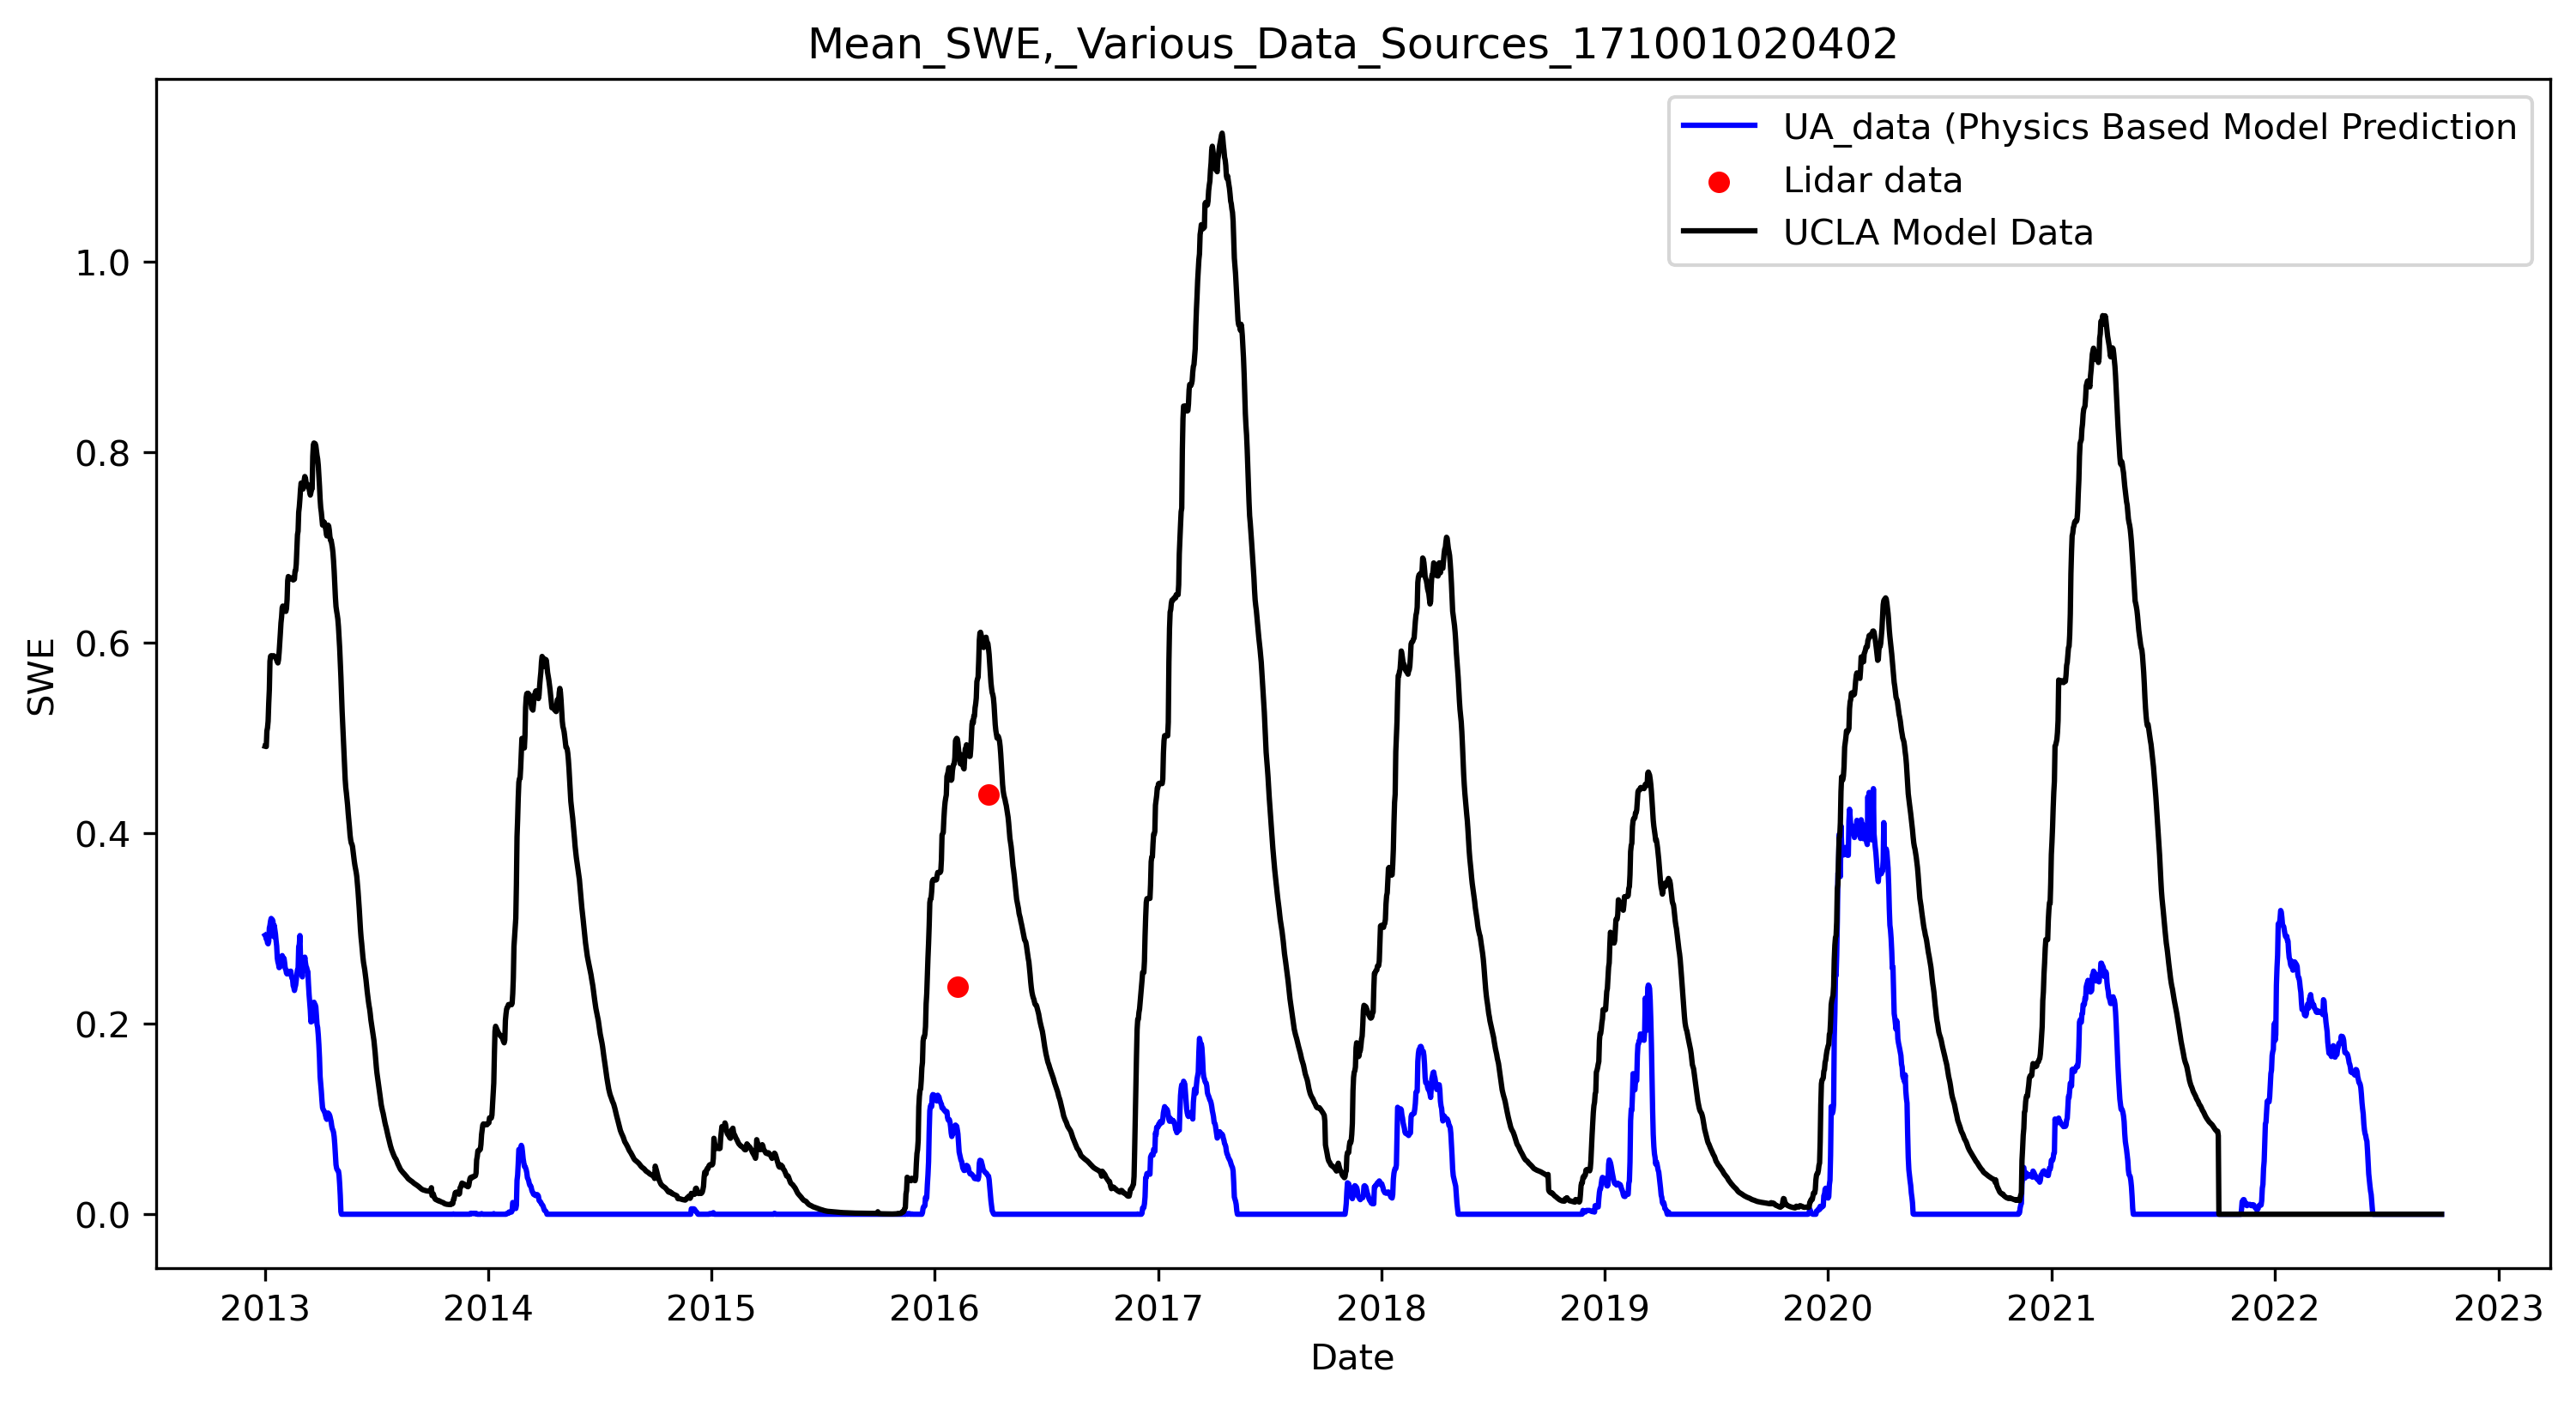 Mean_SWE,_Various_Data_Sources_171001020402
UA_data (Physics Based Model Prediction
Lidar data
UCLA Model Data
SWE
1.0
0.8
0.6
0.4
0.2
0.0
2013 2014 2015 2016 2017 2018 2019 2020 2021 2022 2023
Date